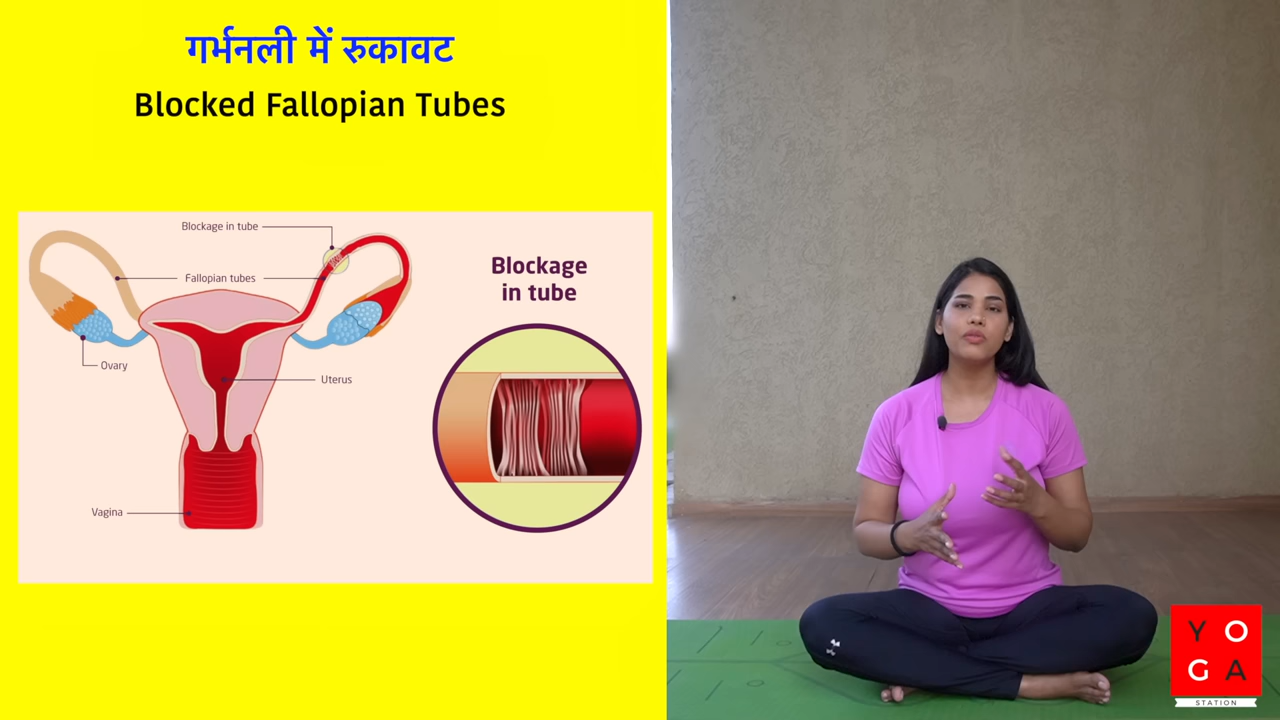 गर्भनली में रुकावट
Blocked Fallopian Tubes
Blockage in tube
Fallopian tubes
Ovary
Uterus
Vagina
Blockage
in tube
Y O
G A
STATION